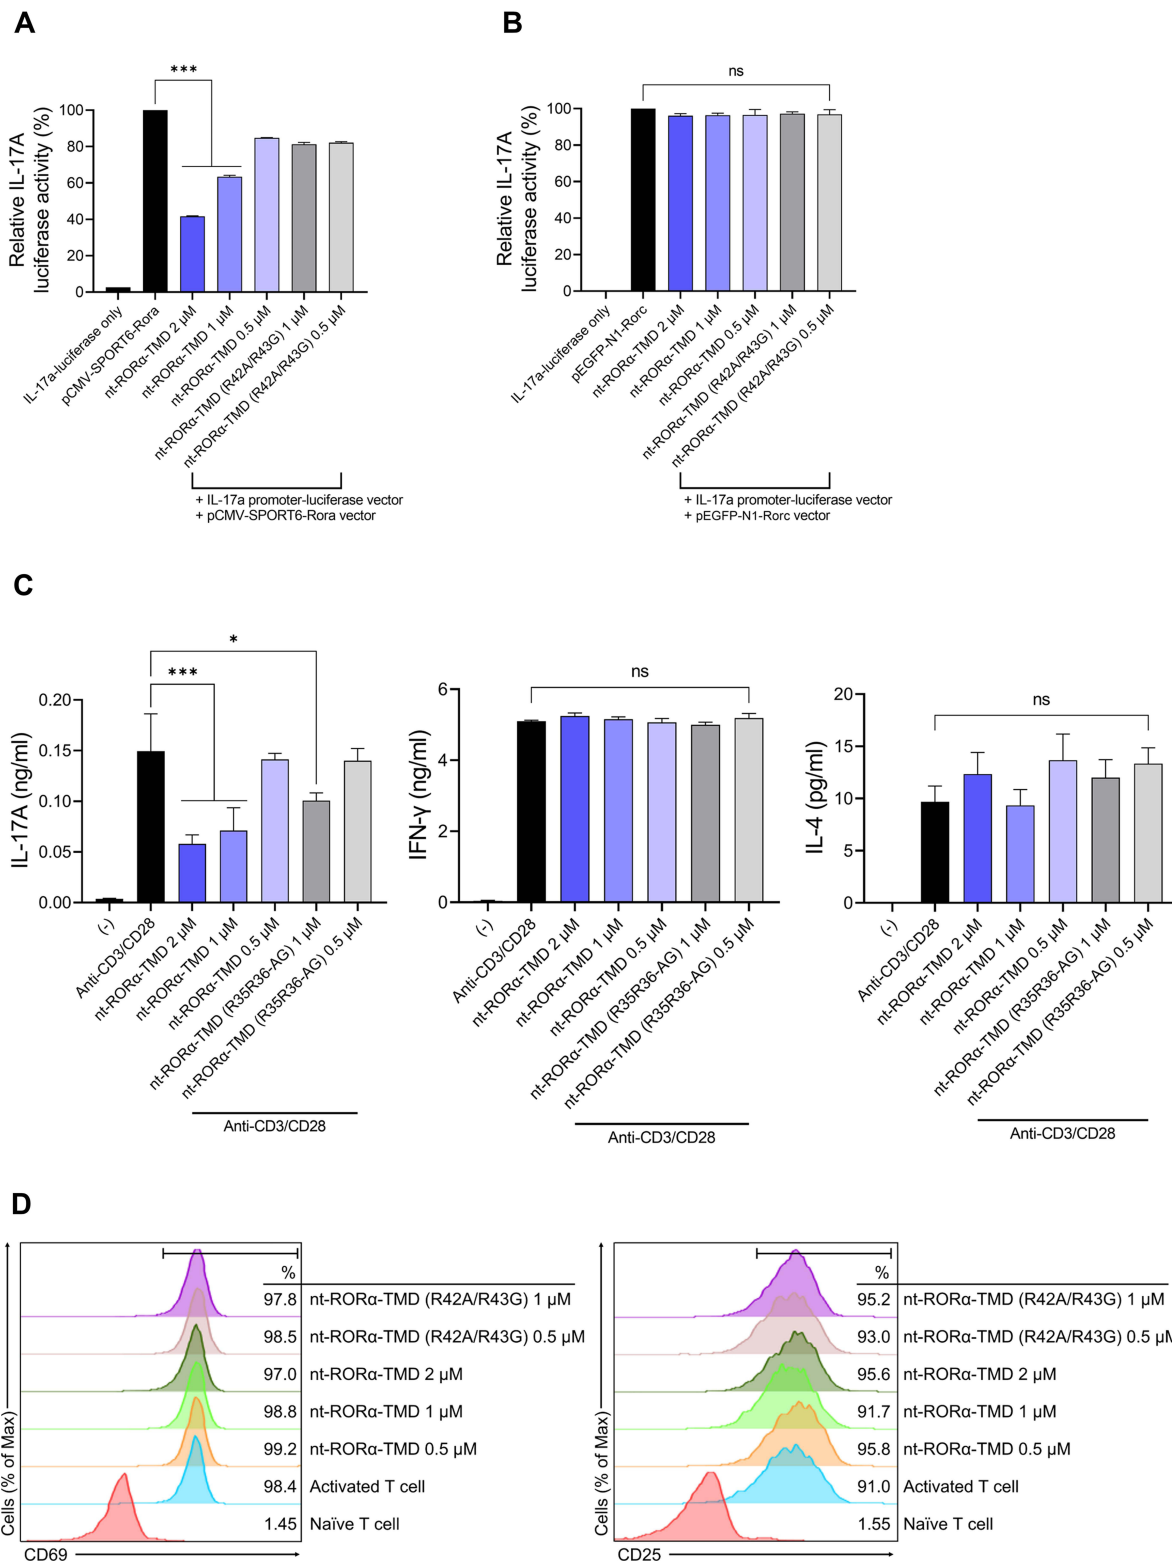 A
***
Relative IL-17A
luciferase activity (%)
100
80
60
40
20
0
IL-17a-luciferase only
pCMV-SPORT6-Rora
nt-RORα-TMD 2 μM
nt-RORα-TMD 1 μM
nt-RORα-TMD 0.5 μM
nt-RORα-TMD (R42A/R43G) 1 μM
nt-RORα-TMD (R42A/R43G) 0.5 μM
+ IL-17a promoter-luciferase vector
+ pCMV-SPORT6-Rora vector
B
ns
Relative IL-17A
luciferase activity (%)
100
80
60
40
20
0
IL-17a-luciferase only
pEGFP-N1-Rorc
nt-RORα-TMD 2 μM
nt-RORα-TMD 1 μM
nt-RORα-TMD 0.5 μM
nt-RORα-TMD (R42A/R43G) 1 μM
nt-RORα-TMD (R42A/R43G) 0.5 μM
+ IL-17a promoter-luciferase vector
+ pEGFP-N1-Rorc vector
C
*
***
IL-17A (ng/ml)
0.20
0.15
0.10
0.05
0.00
(-)
Anti-CD3/CD28
nt-RORα-TMD 2 μM
nt-RORα-TMD 1 μM
nt-RORα-TMD 0.5 μM
nt-RORα-TMD (R35R36-AG) 1 μM
nt-RORα-TMD (R35R36-AG) 0.5 μM
Anti-CD3/CD28
ns
IFN-γ (ng/ml)
6
4
2
0
(-)
Anti-CD3/CD28
nt-RORα-TMD 2 μM
nt-RORα-TMD 1 μM
nt-RORα-TMD 0.5 μM
nt-RORα-TMD (R35R36-AG) 1 μM
nt-RORα-TMD (R35R36-AG) 0.5 μM
Anti-CD3/CD28
ns
IL-4 (pg/ml)
20
15
10
5
0
(-)
Anti-CD3/CD28
nt-RORα-TMD 2 μM
nt-RORα-TMD 1 μM
nt-RORα-TMD 0.5 μM
nt-RORα-TMD (R35R36-AG) 1 μM
nt-RORα-TMD (R35R36-AG) 0.5 μM
Anti-CD3/CD28
D
Cells (% of Max)
%
97.8 nt-RORα-TMD (R42A/R43G) 1 μM
98.5 nt-RORα-TMD (R42A/R43G) 0.5 μM
97.0 nt-RORα-TMD 2 μM
98.8 nt-RORα-TMD 1 μM
99.2 nt-RORα-TMD 0.5 μM
98.4 Activated T cell
1.45 Naïve T cell
CD69
Cells (% of Max)
%
95.2 nt-RORα-TMD (R42A/R43G) 1 μM
93.0 nt-RORα-TMD (R42A/R43G) 0.5 μM
95.6 nt-RORα-TMD 2 μM
91.7 nt-RORα-TMD 1 μM
95.8 nt-RORα-TMD 0.5 μM
91.0 Activated T cell
1.55 Naïve T cell
CD25